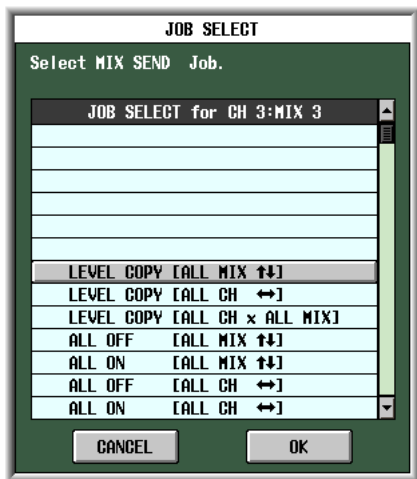 JOB SELECT
Select MIX SEND Job.
JOB SELECT for CH 3:MIX 3
LEVEL COPY [ALL MIX ↑↓]
LEVEL COPY [ALL CH ↔]
LEVEL COPY [ALL CH x ALL MIX]
ALL OFF [ALL MIX ↑↓]
ALL ON [ALL MIX ↑↓]
ALL OFF [ALL CH ↔]
ALL ON [ALL CH ↔]
CANCEL OK